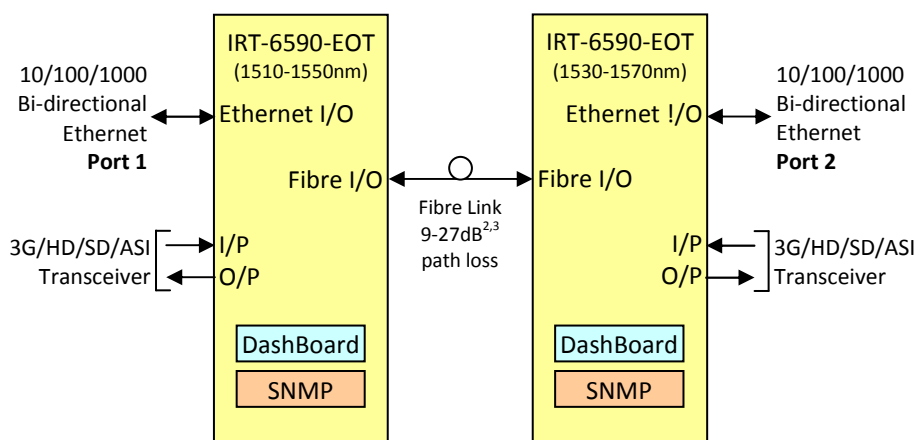 IRT-6590-EOT
(1510-1550nm)
IRT-6590-EOT
(1530-1570nm)
10/100/1000
Bi-directional
Ethernet
Port 1
Ethernet I/O
Ethernet !/O
10/100/1000
Bi-directional
Ethernet
Port 2
Fibre I/O
Fibre I/O
Fibre Link
9-27dB2,3
path loss
3G/HD/SD/ASI
Transceiver
I/P
O/P
I/P
O/P
3G/HD/SD/ASI
Transceiver
DashBoard
SNMP
DashBoard
SNMP